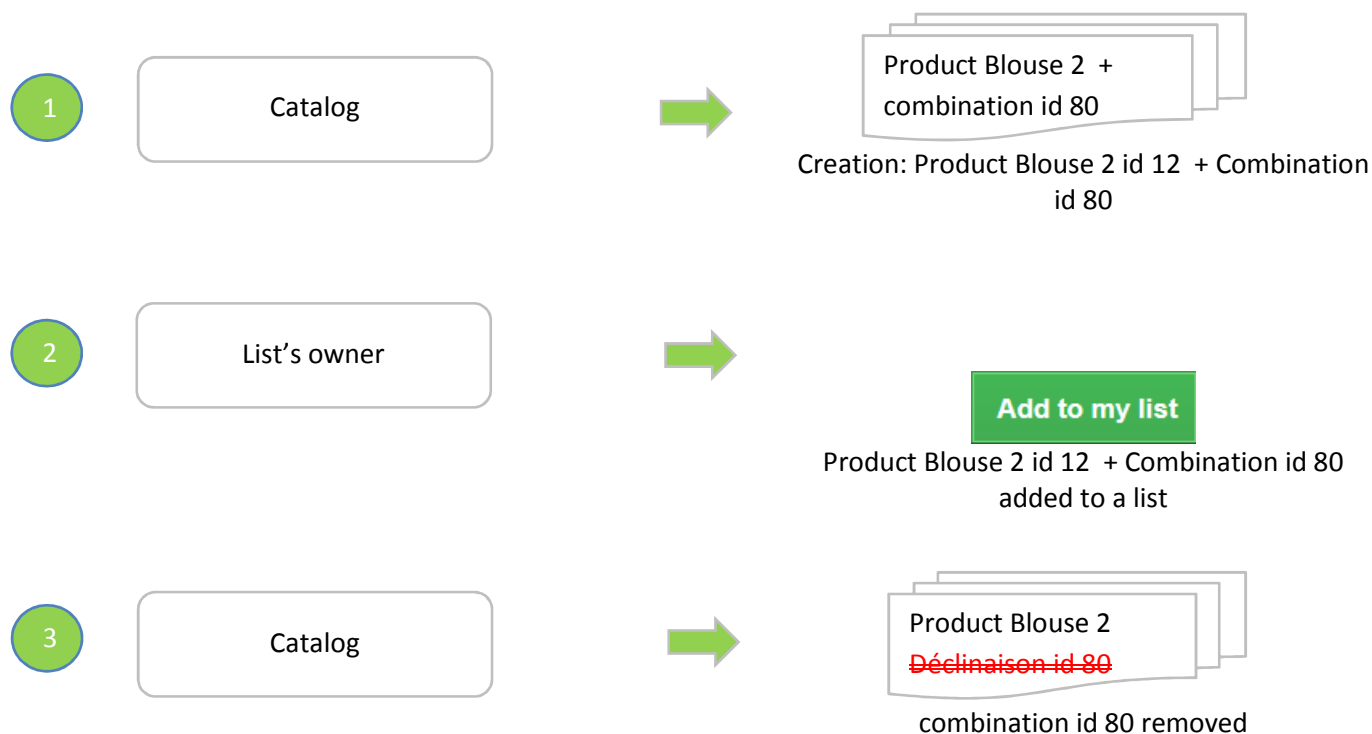 1
Catalog
Product Blouse 2 +
combination id 80
Creation: Product Blouse 2 id 12 + Combination
id 80
2
List's owner
Add to my list
Product Blouse 2 id 12 + Combination id 80
added to a list
3
Catalog
Product Blouse 2
Déclinaison id 80
combination id 80 removed